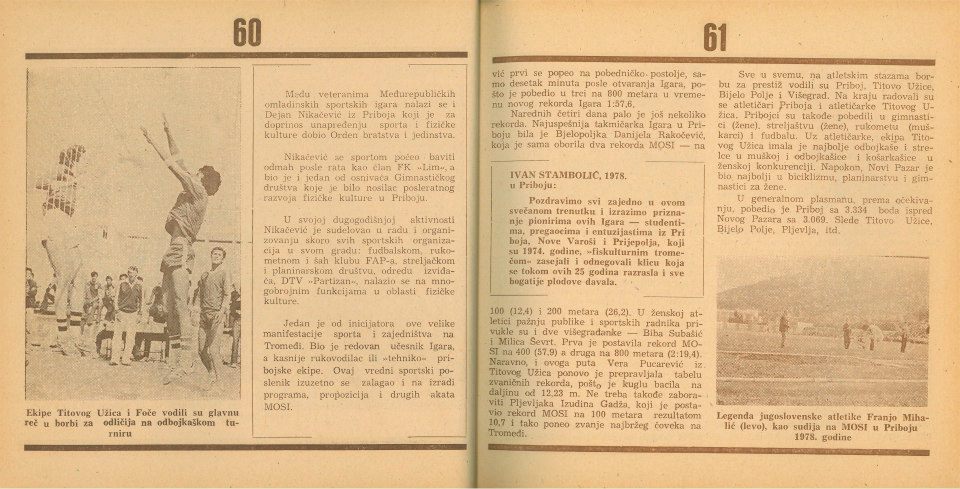 60
Među veteranima Međurepubličkih
omladinskih sportskih igara nalazi se i
Dejan Nikačević iz Priboja koji je za
doprinos unapređenju sporta i fizičke
kulture dobio Orden bratstva i jedinstva.
Nikačević se sportom počeo baviti
odmah posle rata kao član FK »Lim«, a
bio je i jedan od osnivača Gimnastičkog
društva koje je bilo nosilac posleratnog
razvoja fizičke kulture u Priboju.
U svojoj dugogodišnjoj aktivnosti
Nikačević je sudelovao u radu i organi-
zovanju skoro svih sportskih organiza-
cija u svom gradu: fudbalskom, ruko-
metnom i šah klubu FAP-a, streljačkom
i planinarskom društvu, odredu izviđa-
ča, DTV »Partizan«, nalazio se na mno-
gobrojnim funkcijama u oblasti fizičke
kulture.
Jedan je od inicijatora ove velike
manifestacije sporta i zajedništva na
Tromeđi. Bio je redovan učesnik Igara,
a kasnije rukovodilac ili »tehniko« pri-
bojske ekipe. Ovaj vredni sportski po-
slenik izuzetno se zalagao i na izradi
programa, propozicija i drugih akata
MOSI.
Ekipe Titovog Užica i Foče vodili su glavnu
reč u borbi za odličija na odbojkaškom tu-
rniru
61
vić prvi se popeo na pobedničko postolje, sa-
mo desetak minuta posle otvaranja Igara, po-
što je pobedio u trci na 800 metara u vreme-
nu novog rekorda Igara 1:57,6.
Narednih četiri dana palo je još nekoliko
rekorda. Najuspešnija takmičarka Igara u Pri-
boju bila je Bjelopoljka Danijela Rakočević,
koja je sama oborila dva rekorda MOSI — na
IVAN STAMBOLIĆ, 1978.
u Priboju:
Pozdravimo svi zajedno u ovom
svečanom trenutku i izrazimo prizna-
nje pionirima ovih Igara — studenti-
ma, pregaocima i entuzijastima iz Pri
boja, Nove Varoši i Prijepolja, koji
su 1974. godine, »fiskulturnim trome-
čom« zasejali i odnegovali klicu koja
se tokom ovih 25 godina razrasla i sve
bogatije plodove davala.
100 (12,4) i 200 metara (26,2). U ženskoj at-
letici pažnju publike i sportskih radnika pri-
vukle su i dve višegradanke — Biba Subašić
i Milica Ševrt. Prva je postavila rekord MO-
SI na 400 (57,9) a druga na 800 metara (2:19,4).
Naravno, i ovoga puta Vera Pucarević iz
Titovog Užica ponovo je prepravljala tabelu
zvaničnih rekorda, pošto je kuglu bacila na
daljinu od 12,23 m. Ne treba takođe zabora-
viti Pljevljaka Izudina Gadža, koji je posta-
vio rekord MOSI na 100 metara rezultatom
10,7 i tako poneo zvanje najbržeg čoveka na
Tromeđi.
Sve u svemu, na atletskim stazama bor-
bu za prestiž vodili su Priboj, Titovo Užice,
Bijelo Polje i Višegrad. Na kraju radovali su
se atletičari Priboja i atletičarke Titovog U-
žica. Pribojci su takođe pobedili u gimnasti-
ci (žene), streljaštvu (žene), rukometu (muš-
karci) i fudbalu. Uz atletičarke, ekipa Tito-
vog Užica imala je najbolje odbojkaše i strel-
ce u muškoj i odbojkašice i košarkašice u
ženskoj konkurenciji. Napokon, Novi Pazar je
bio najbolji u biciklizmu, planinarstvu i gim-
nastici za žene.
U generalnom plasmanu, prema očekiva-
nju, pobedio je Priboj sa 3.334 boda ispred
Novog Pazara sa 3.069. Slede Titovo Užice,
Bijelo Polje, Pljevlja, itd.
Legenda jugoslovenske atletike Franjo Miha-
lić (levo), kao sudija na MOSI u Priboju
1978. godine